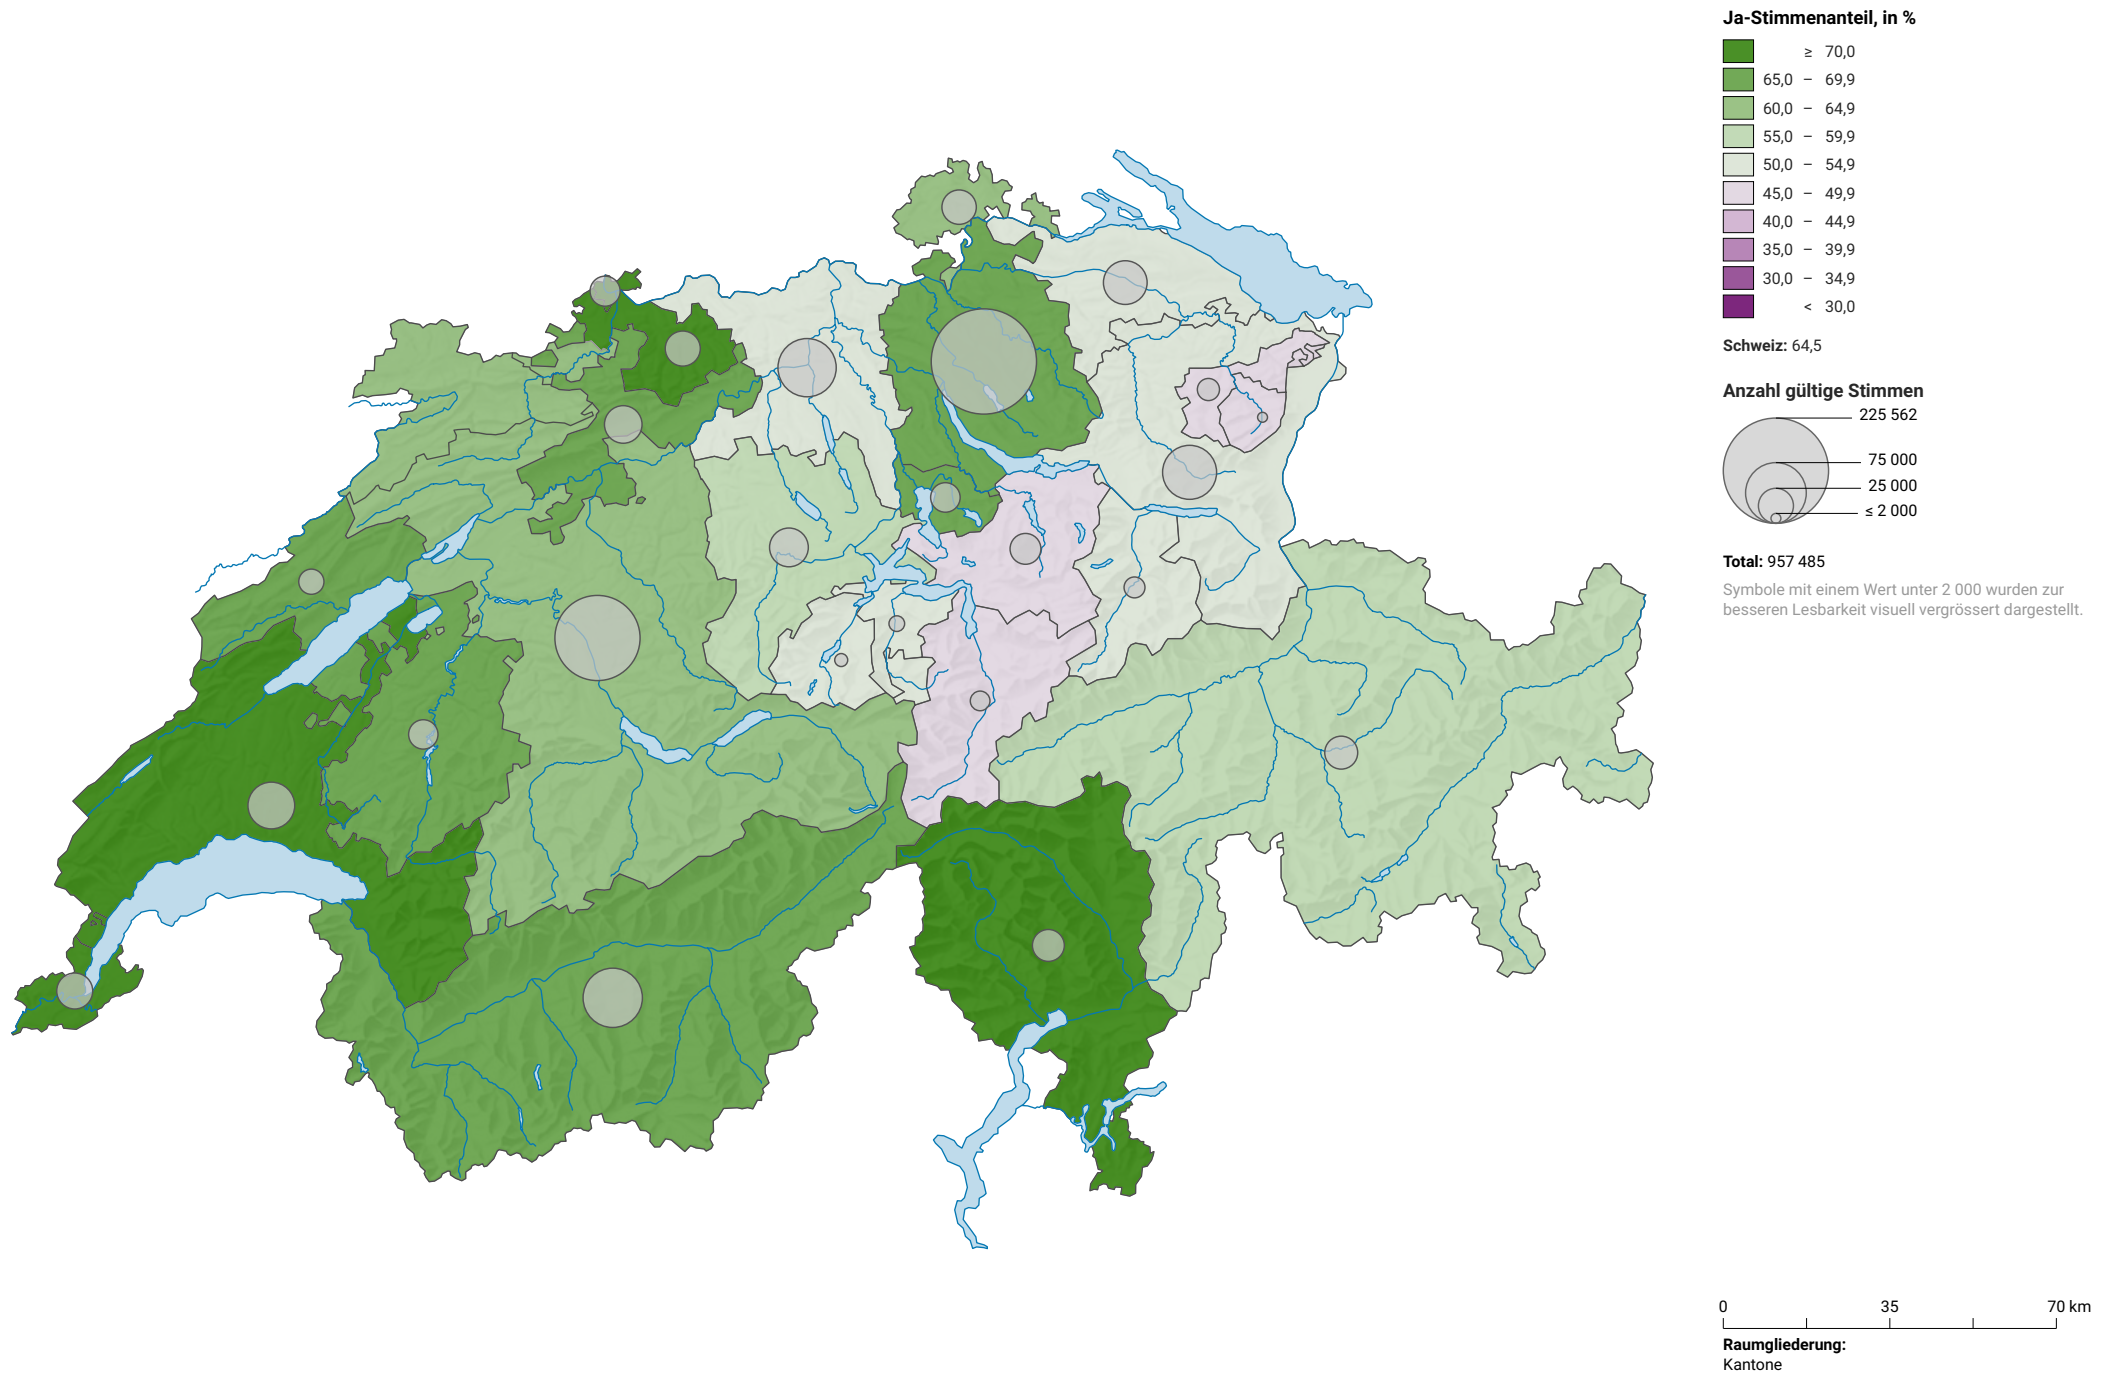 Ja-Stimmenanteil, in %
≥ 70,0
65,0 – 69,9
60,0 – 64,9
55,0 – 59,9
50,0 – 54,9
45,0 – 49,9
40,0 – 44,9
35,0 – 39,9
30,0 – 34,9
< 30,0
Schweiz: 64,5
Anzahl gültige Stimmen
225 562
75 000
25 000
≤ 2 000
Total: 957 485
Symbole mit einem Wert unter 2 000 wurden zur
besseren Lesbarkeit visuell vergrössert dargestellt.
0 35 70 km
Raumgliederung:
Kantone